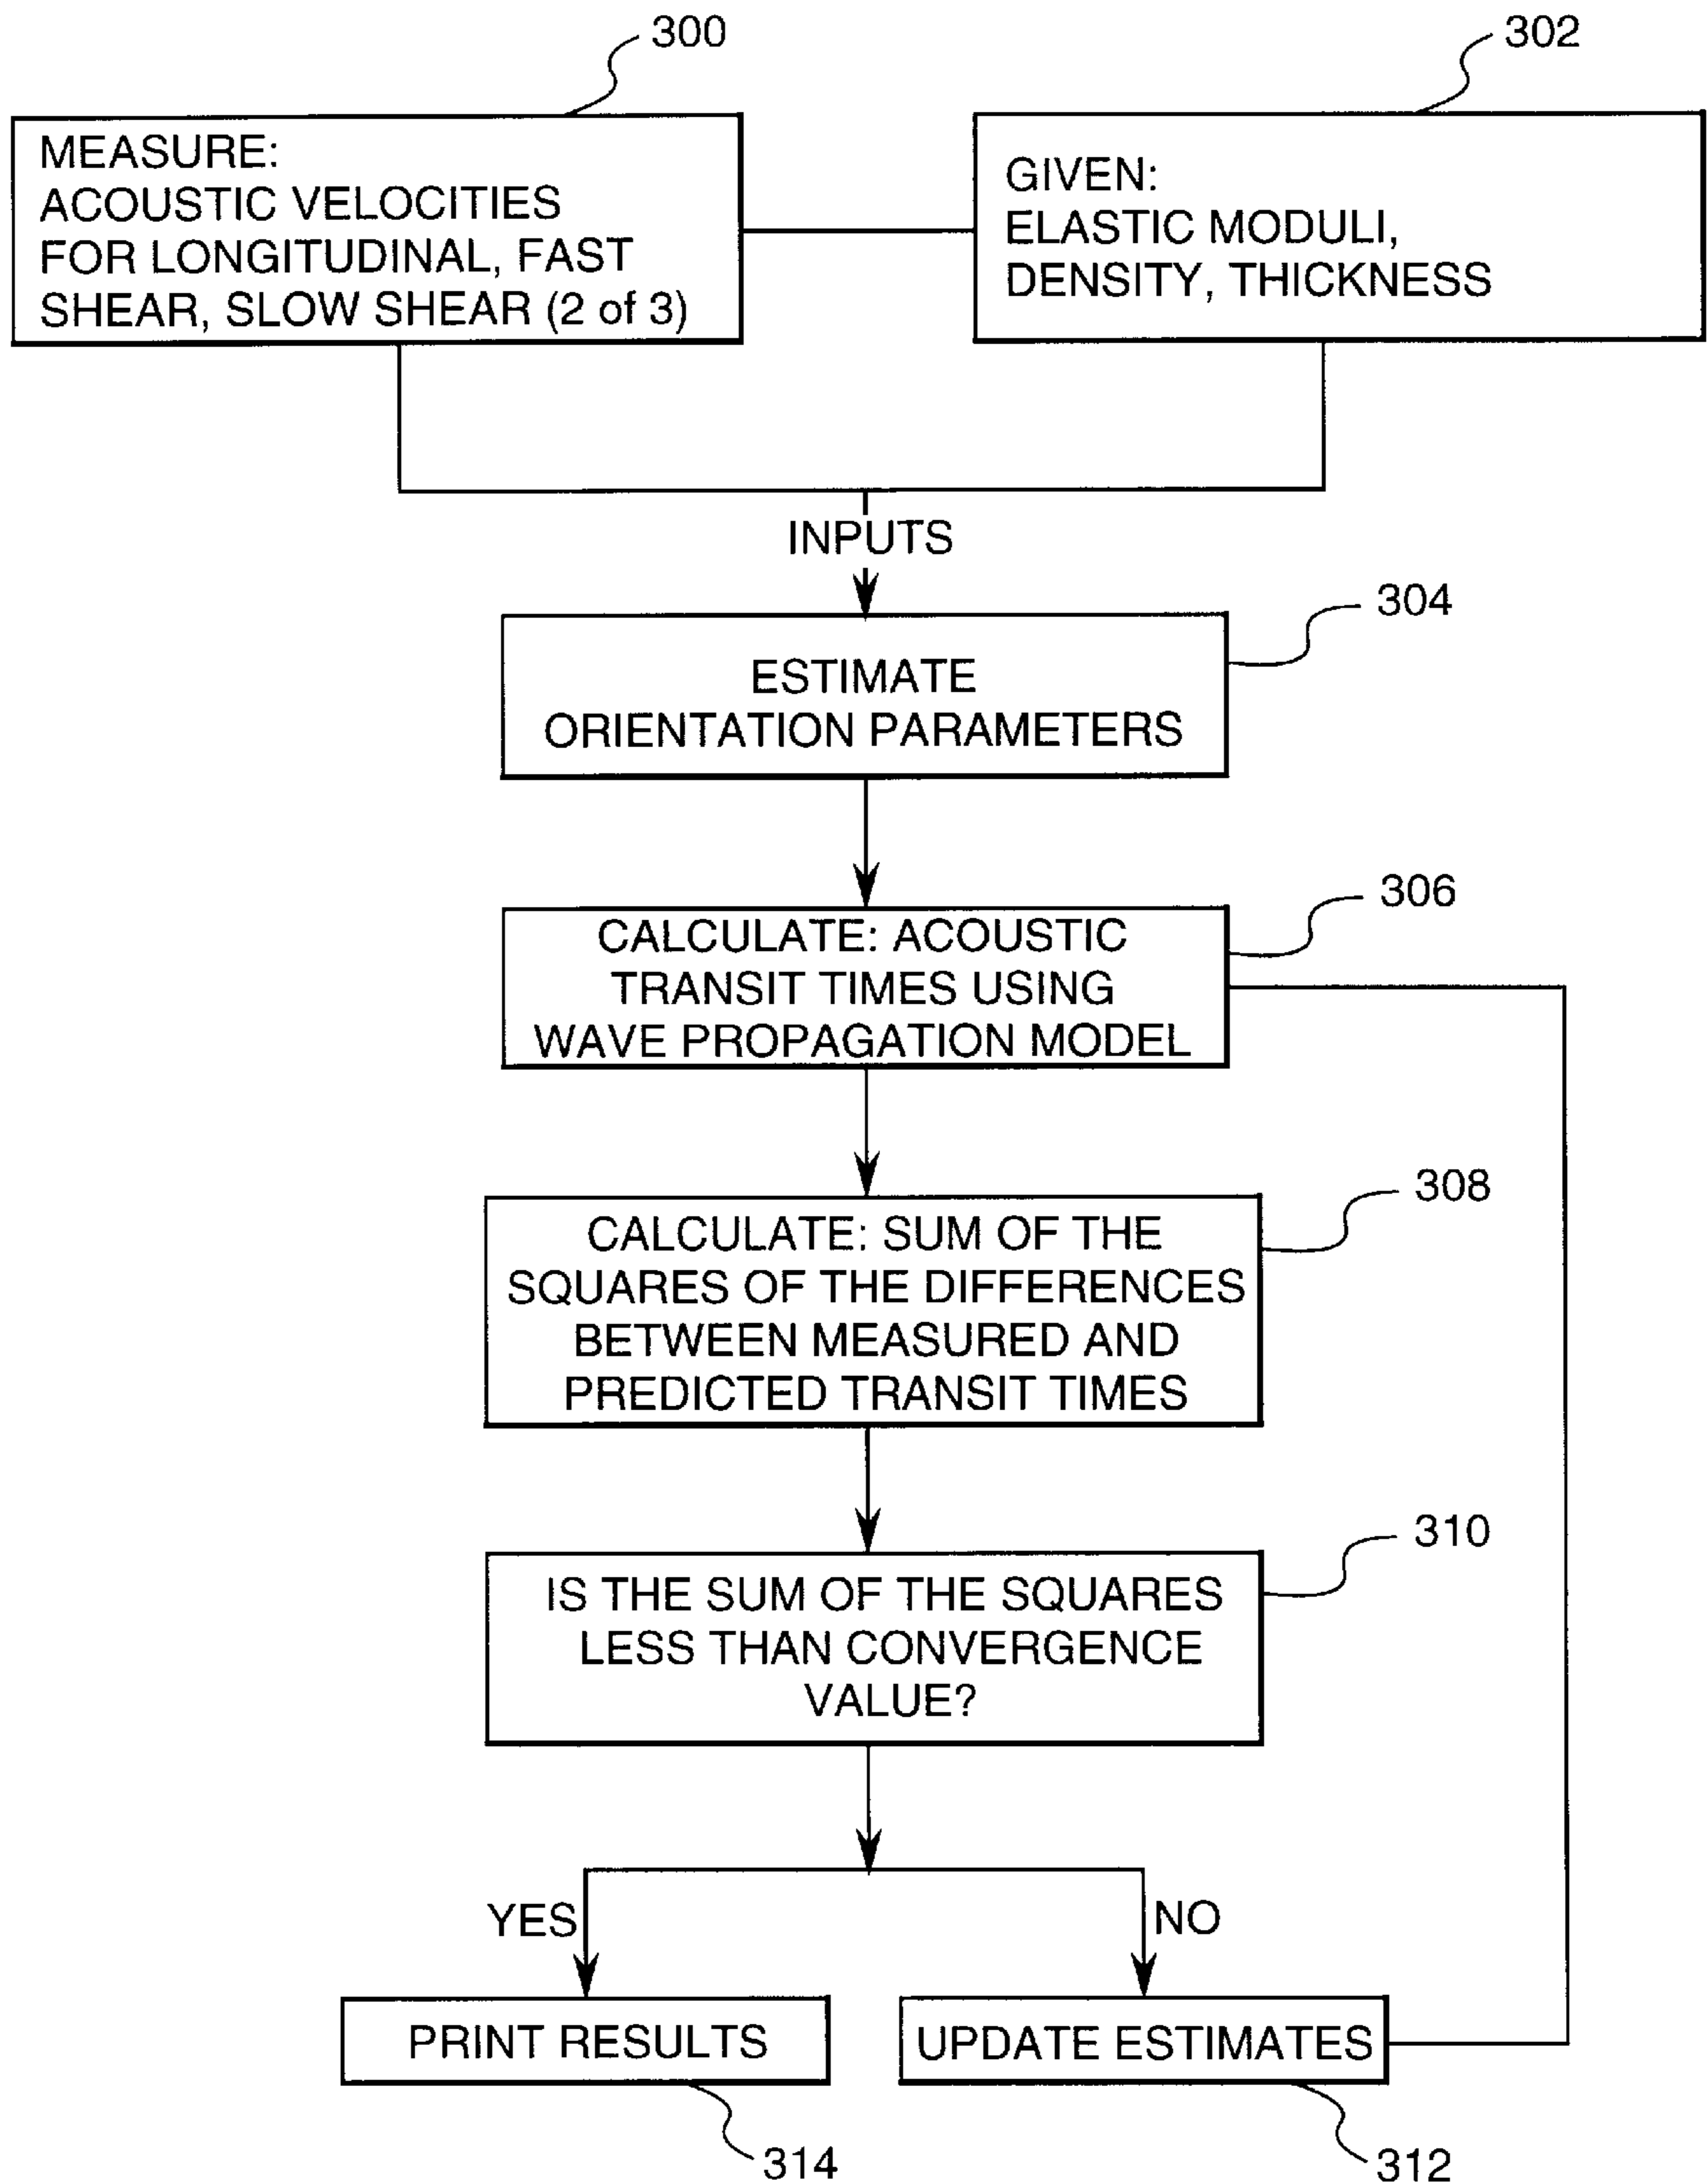 300
302
MEASURE:
ACOUSTIC VELOCITIES
FOR LONGITUDINAL, FAST
SHEAR, SLOW SHEAR (2 of 3)
GIVEN:
ELASTIC MODULI,
DENSITY, THICKNESS
INPUTS
304
ESTIMATE
ORIENTATION PARAMETERS
306
CALCULATE: ACOUSTIC
TRANSIT TIMES USING
WAVE PROPAGATION MODEL
308
CALCULATE: SUM OF THE
SQUARES OF THE DIFFERENCES
BETWEEN MEASURED AND
PREDICTED TRANSIT TIMES
310
IS THE SUM OF THE SQUARES
LESS THAN CONVERGENCE
VALUE?
YES
NO
PRINT RESULTS
UPDATE ESTIMATES
314
312